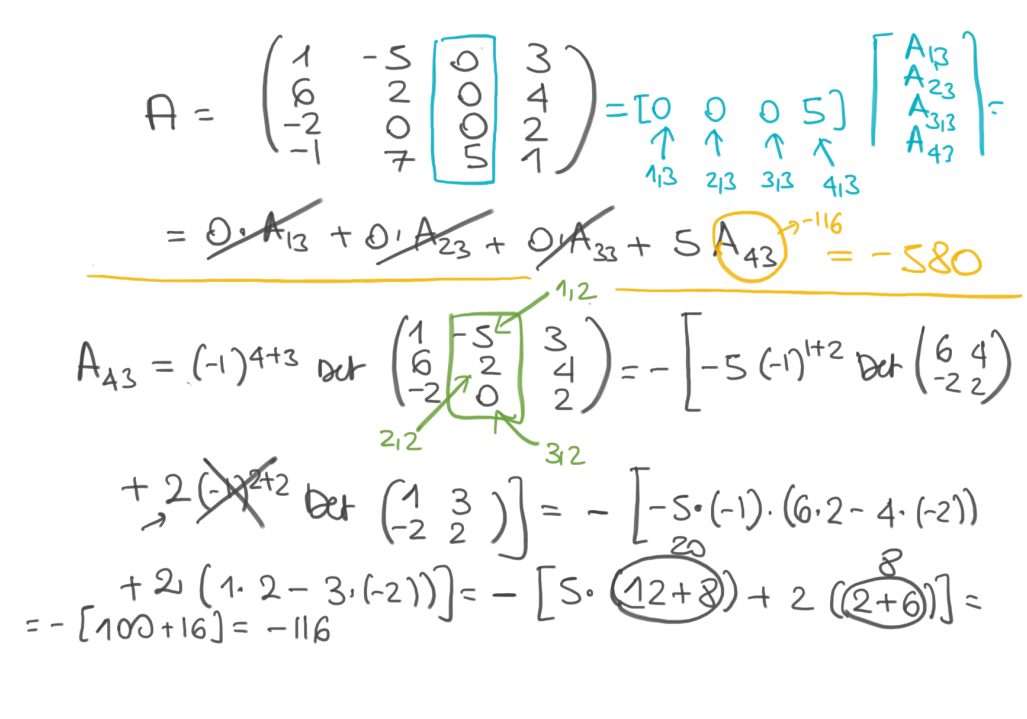 A = ( 1 -5 0 3 ) = [0 0 0 5] [ A13 ] =
( 6 2 0 4 ) [ A23 ]
( -2 0 0 2 ) [ A3,3 ]
( -1 7 5 1 ) [ A43 ]
1,3 2,3 3,3 4,3
= 0·A13 + 0·A23 + 0·A33 + 5 A43 → -116 = -580
1,2
A43 = (-1)^4+3 Det ( 1 -5 3 ) = - [ -5 (-1)^1+2 Det ( 6 4 )
( 6 2 4 ) ( -2 2 )
( -2 0 2 )
2,2 3,2
+ 2 (-1)^2+2 Det ( 1 3 ) ] = - [ -5·(-1)·(6·2-4·(-2))
( -2 2 )
20 8
+ 2·(1·2-3·(-2))] = - [5·(12+8) + 2 ((2+6))] =
= - [100+16] = -116